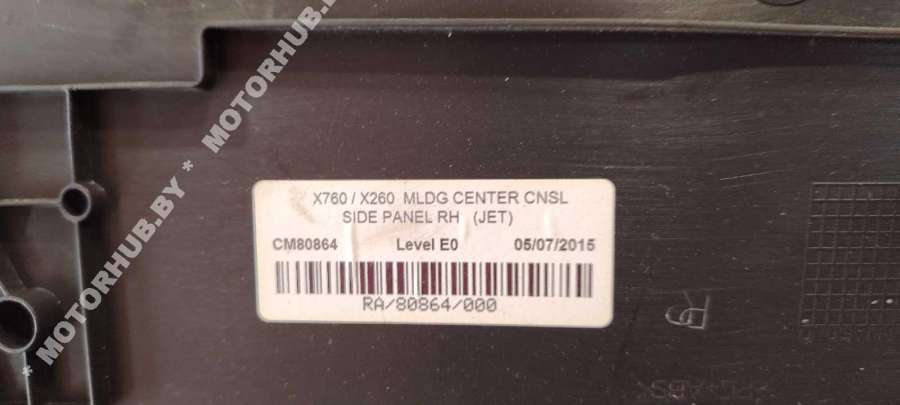 * MOTORHUB.BY * MOTORHUB.BY
X760 / X260 MLDG CENTER CNSL
SIDE PANEL RH (JET)
CM80864 Level E0 05/07/2015
RA/80864/000